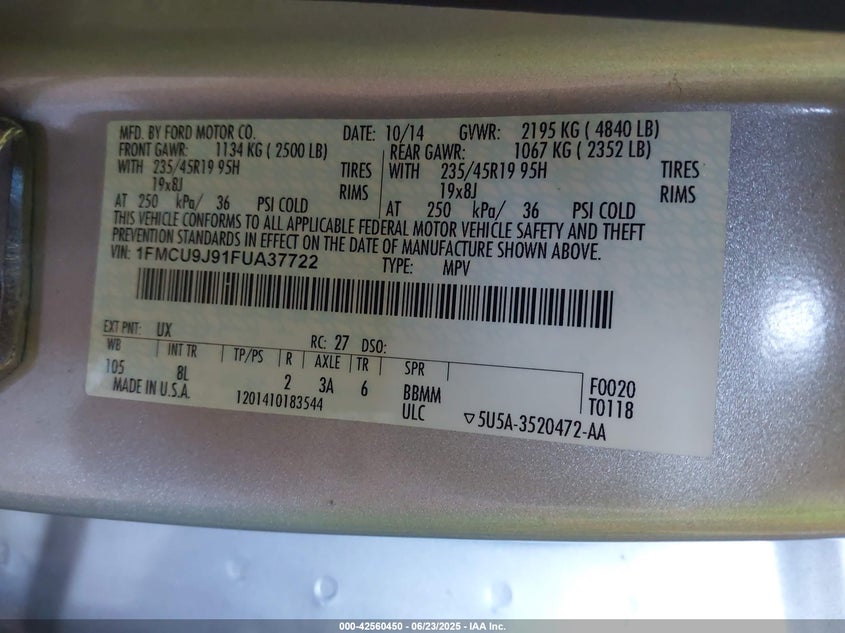 MFD. BY FORD MOTOR CO. DATE: 10/14 GVWR: 2195 KG ( 4840 LB)
FRONT GAWR: 1134 KG ( 2500 LB) REAR GAWR: 1067 KG ( 2352 LB)
WITH 235/45R19 95H TIRES WITH 235/45R19 95H TIRES
19x8J RIMS 19x8J RIMS
AT 250 kPa/ 36 PSI COLD AT 250 kPa/ 36 PSI COLD
THIS VEHICLE CONFORMS TO ALL APPLICABLE FEDERAL MOTOR VEHICLE SAFETY AND THEFT
PREVENTION STANDARDS IN EFFECT ON THE DATE OF MANUFACTURE SHOWN ABOVE.
VIN: 1FMCU9J91FUA37722 TYPE: MPV
EXT PNT: UX RC: 27 DSO:
WB INT TR TP/PS R AXLE TR SPR
105 8L 2 3A 6 BBMM F0020
MADE IN U.S.A. 1201410183544 ULC ▽5U5A-3520472-AA T0118
000-42560450 - 06/23/2025 - IAA Inc.